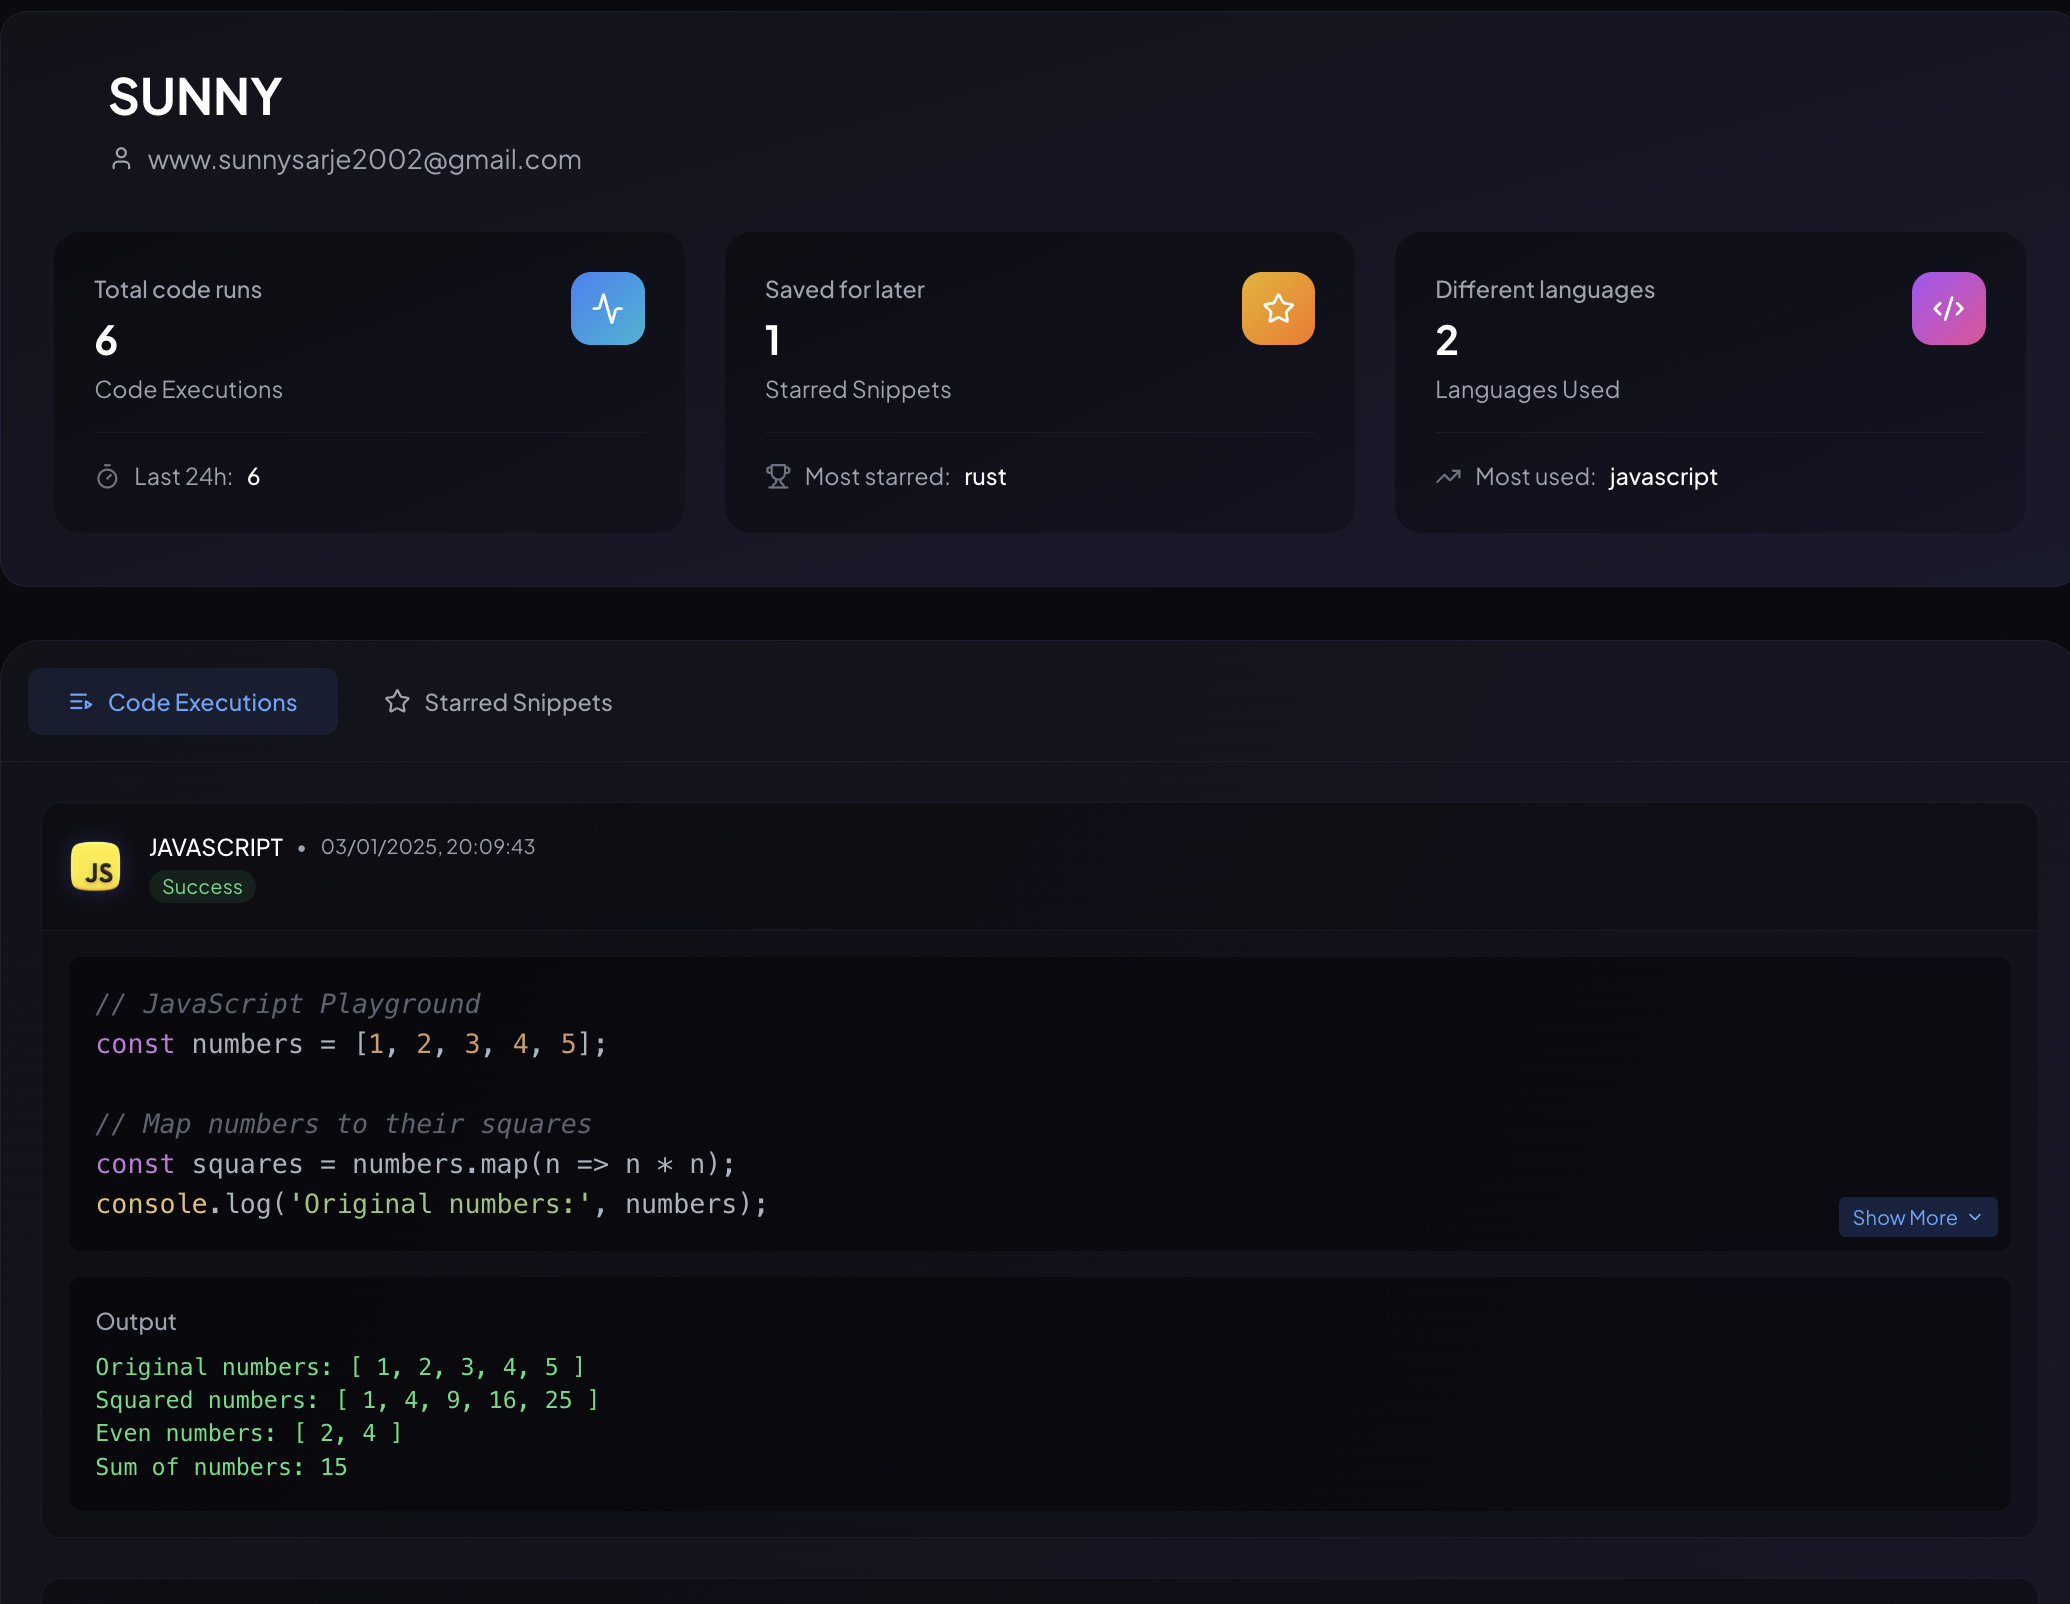 SUNNY
www.sunnysarje2002@gmail.com
Total code runs
6
Code Executions
Last 24h: 6
Saved for later
1
Starred Snippets
Most starred: rust
Different languages
2
Languages Used
Most used: javascript
Code Executions
Starred Snippets
JS
JAVASCRIPT • 03/01/2025, 20:09:43
Success
// JavaScript Playground
const numbers = [1, 2, 3, 4, 5];
// Map numbers to their squares
const squares = numbers.map(n => n * n);
console.log('Original numbers:', numbers);
Show More
Output
Original numbers: [ 1, 2, 3, 4, 5 ]
Squared numbers: [ 1, 4, 9, 16, 25 ]
Even numbers: [ 2, 4 ]
Sum of numbers: 15